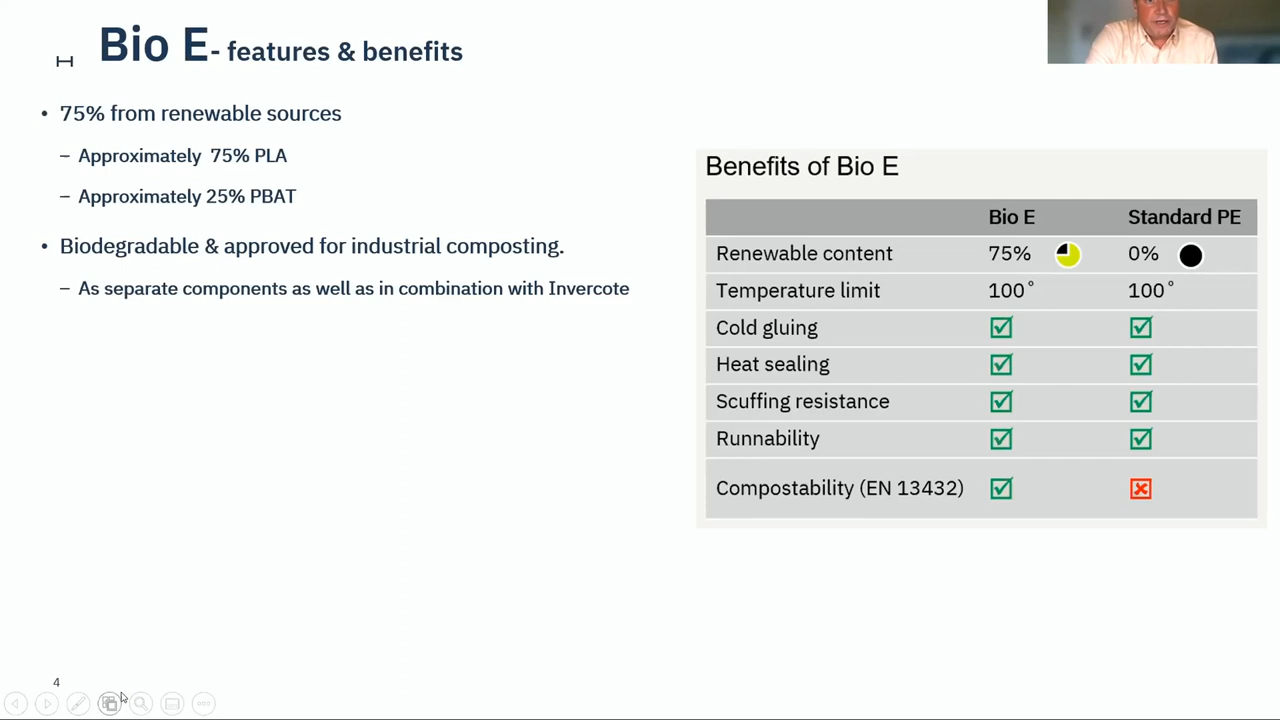 Bio E- features & benefits
• 75% from renewable sources
– Approximately 75% PLA
– Approximately 25% PBAT
• Biodegradable & approved for industrial composting.
– As separate components as well as in combination with Invercote
Benefits of Bio E
Bio E Standard PE
Renewable content 75% 0%
Temperature limit 100° 100°
Cold gluing
Heat sealing
Scuffing resistance
Runnability
Compostability (EN 13432)
4